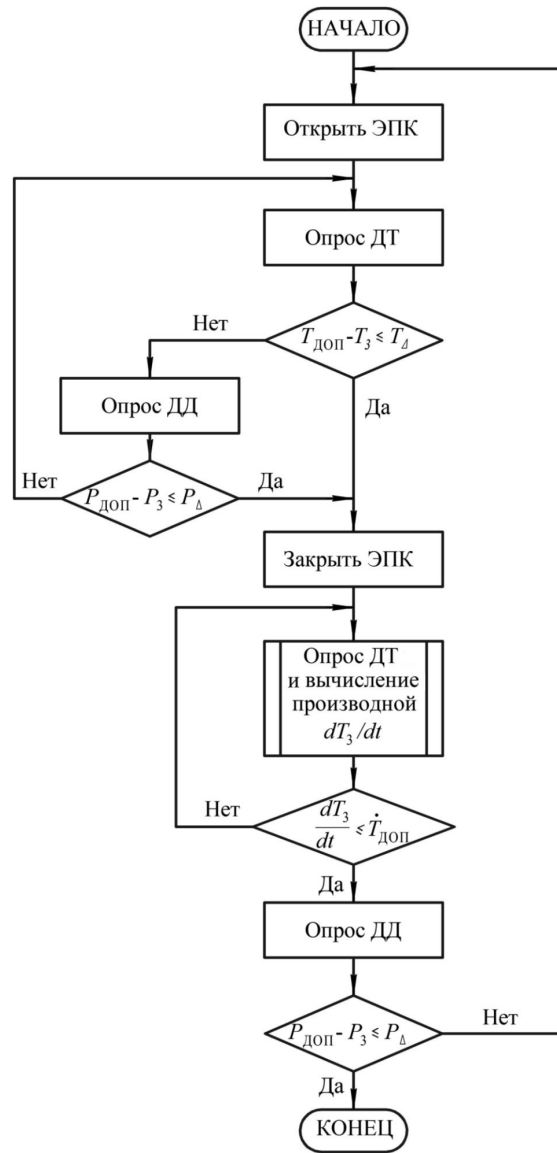 НАЧАЛО
Открыть ЭПК
Опрос ДТ
Нет
T_ДОП - T_З ≤ T_Δ
Да
Опрос ДД
Нет
P_ДОП - P_З ≤ P_Δ
Да
Закрыть ЭПК
Опрос ДТ
и вычисление
производной
dT_З/dt
Нет
dT_З/dt ≤ Ṫ_ДОП
Да
Опрос ДД
P_ДОП - P_З ≤ P_Δ
Нет
Да
КОНЕЦ